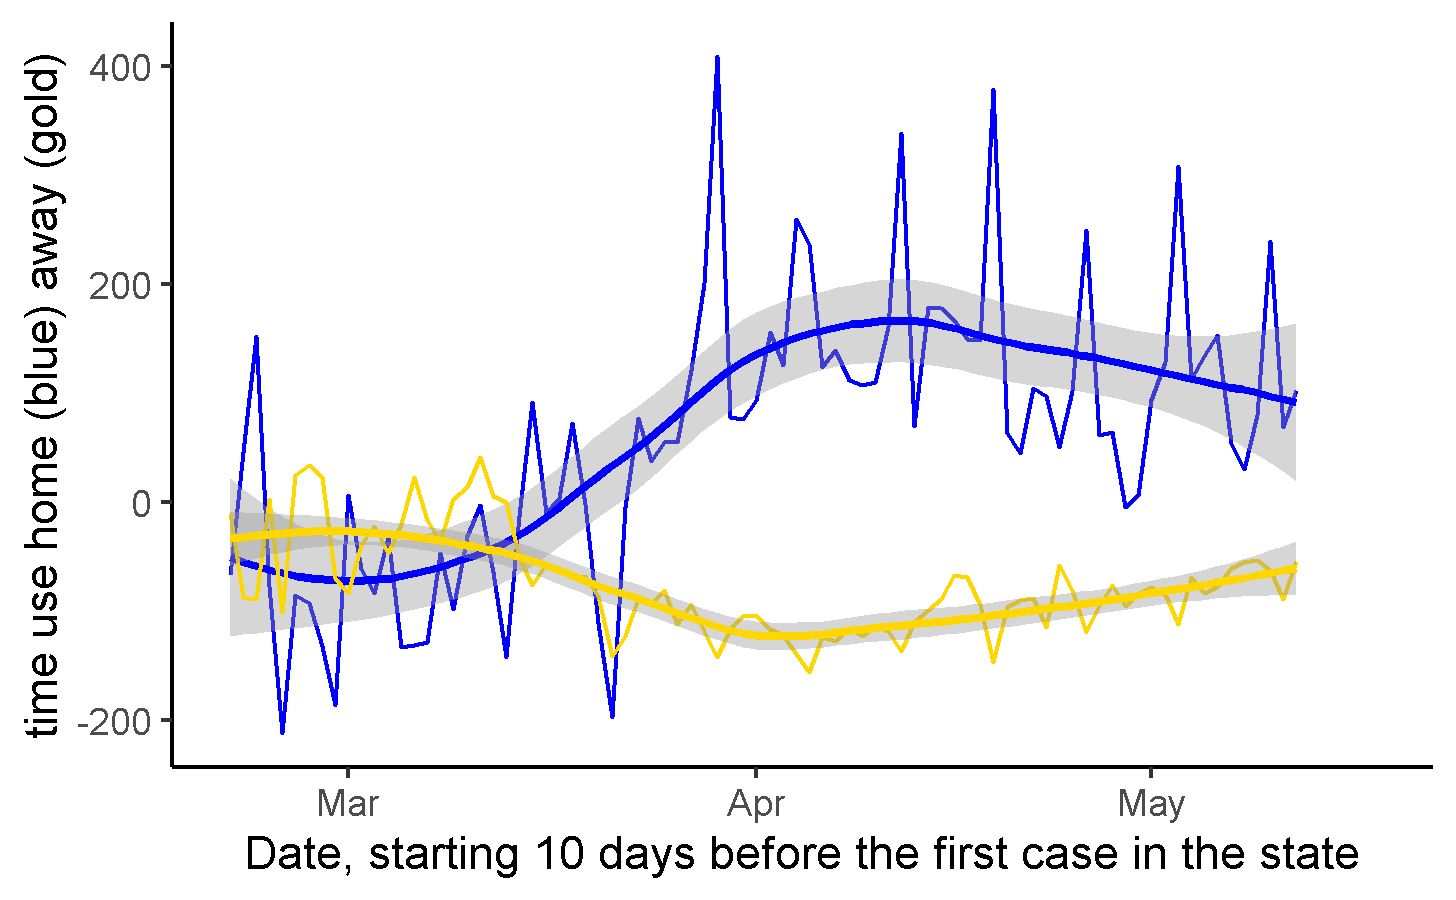 time use home (blue) away (gold)
400
200
0
-200
Mar
Apr
May
Date, starting 10 days before the first case in the state